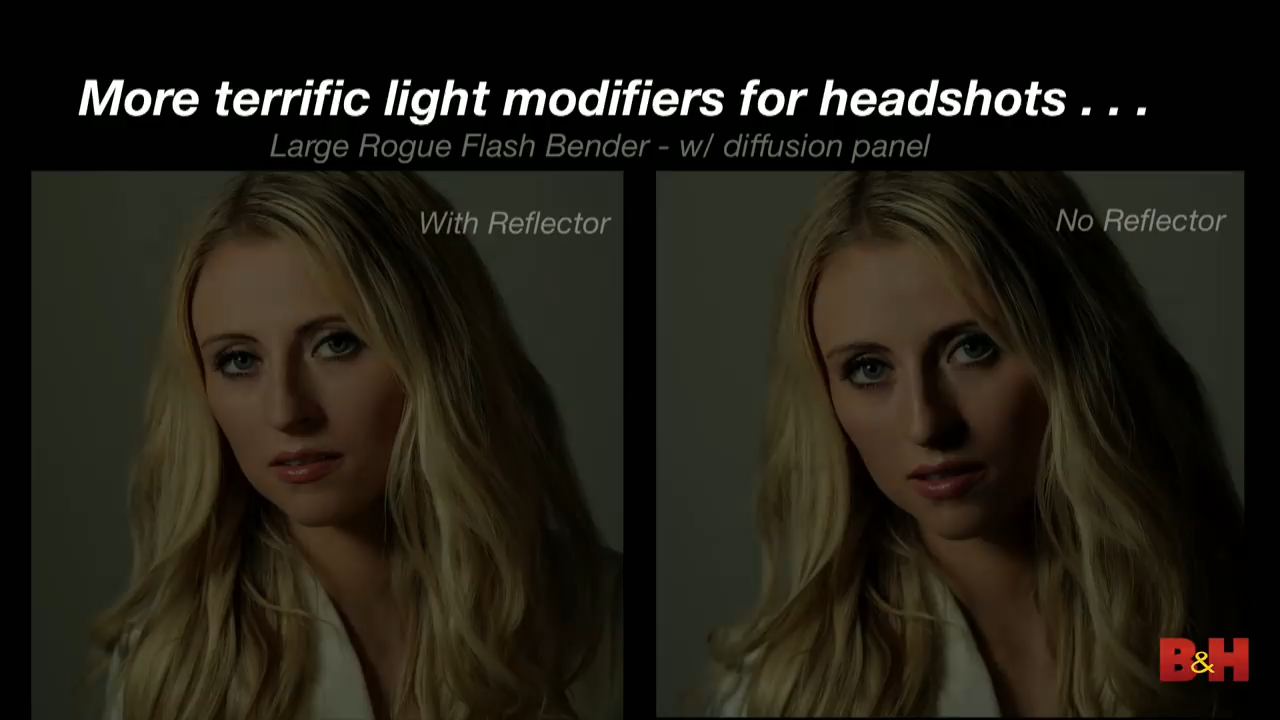 More terrific light modifiers for headshots . . .
Large Rogue Flash Bender - w/ diffusion panel
With Reflector
No Reflector
B&H